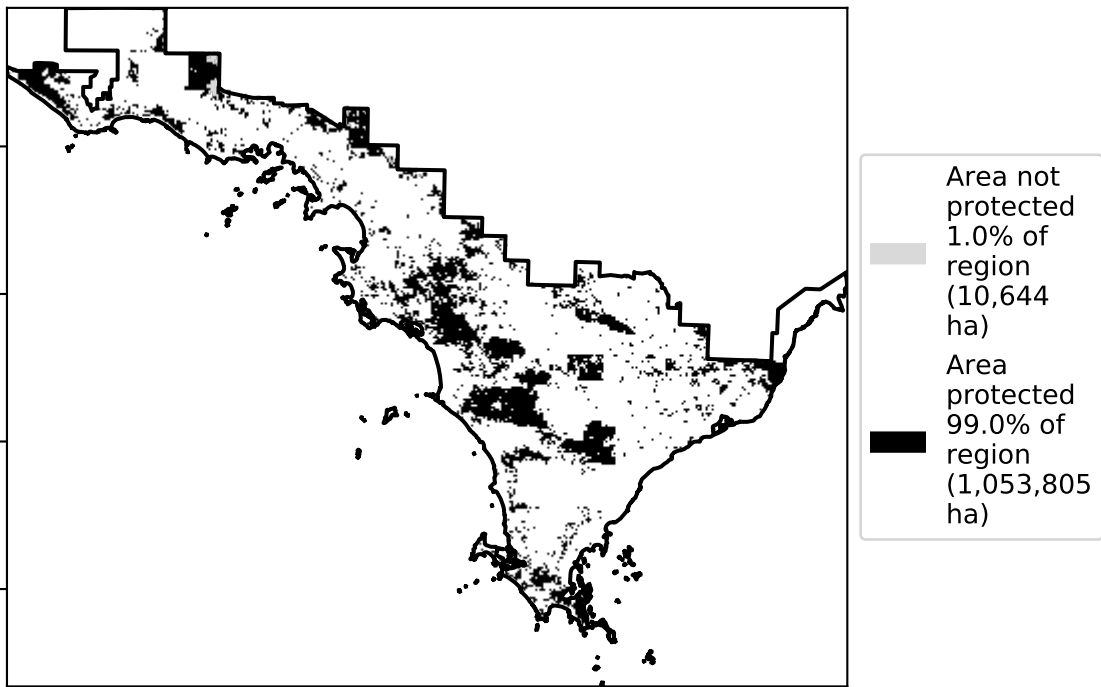 Area not
protected
1.0% of
region
(10,644
ha)
Area
protected
99.0% of
region
(1,053,805
ha)